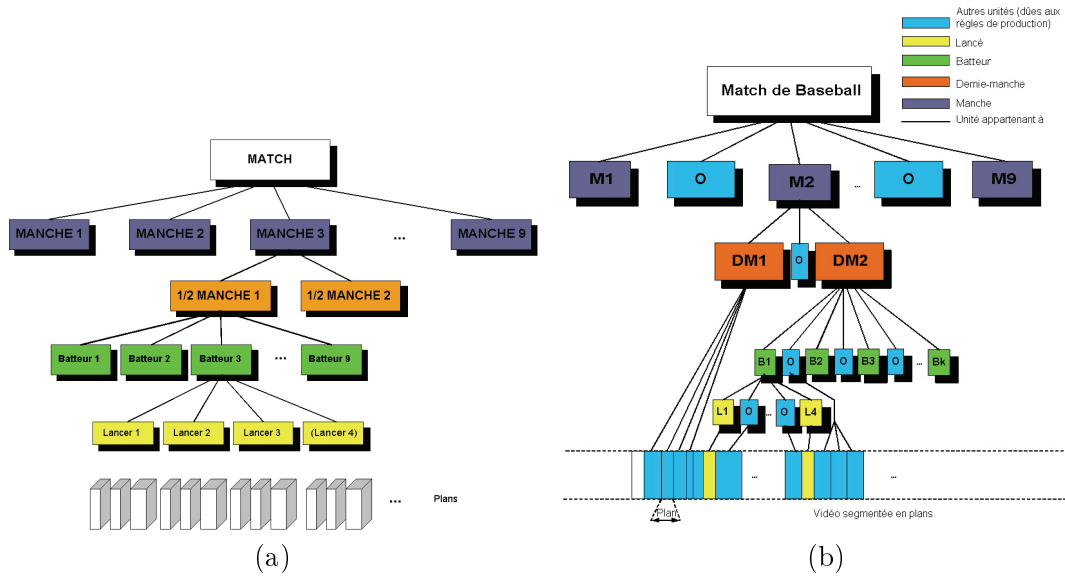 MATCH
MANCHE 1
MANCHE 2
MANCHE 3
...
MANCHE 9
1/2 MANCHE 1
1/2 MANCHE 2
Batteur 1
Batteur 2
Batteur 3
...
Batteur 9
Lancer 1
Lancer 2
Lancer 3
(Lancer 4)
...
Plans
(a)
Autres unités (dûes aux
règles de production)
Lancé
Batteur
Demie-manche
Manche
Unité appartenant à
Match de Baseball
M1
O
M2
...
O
M9
DM1
O
DM2
B1
O
B2
O
B3
O
...
Bk
L1
O
...
O
L4
...
...
Plan
Vidéo segmentée en plans
(b)